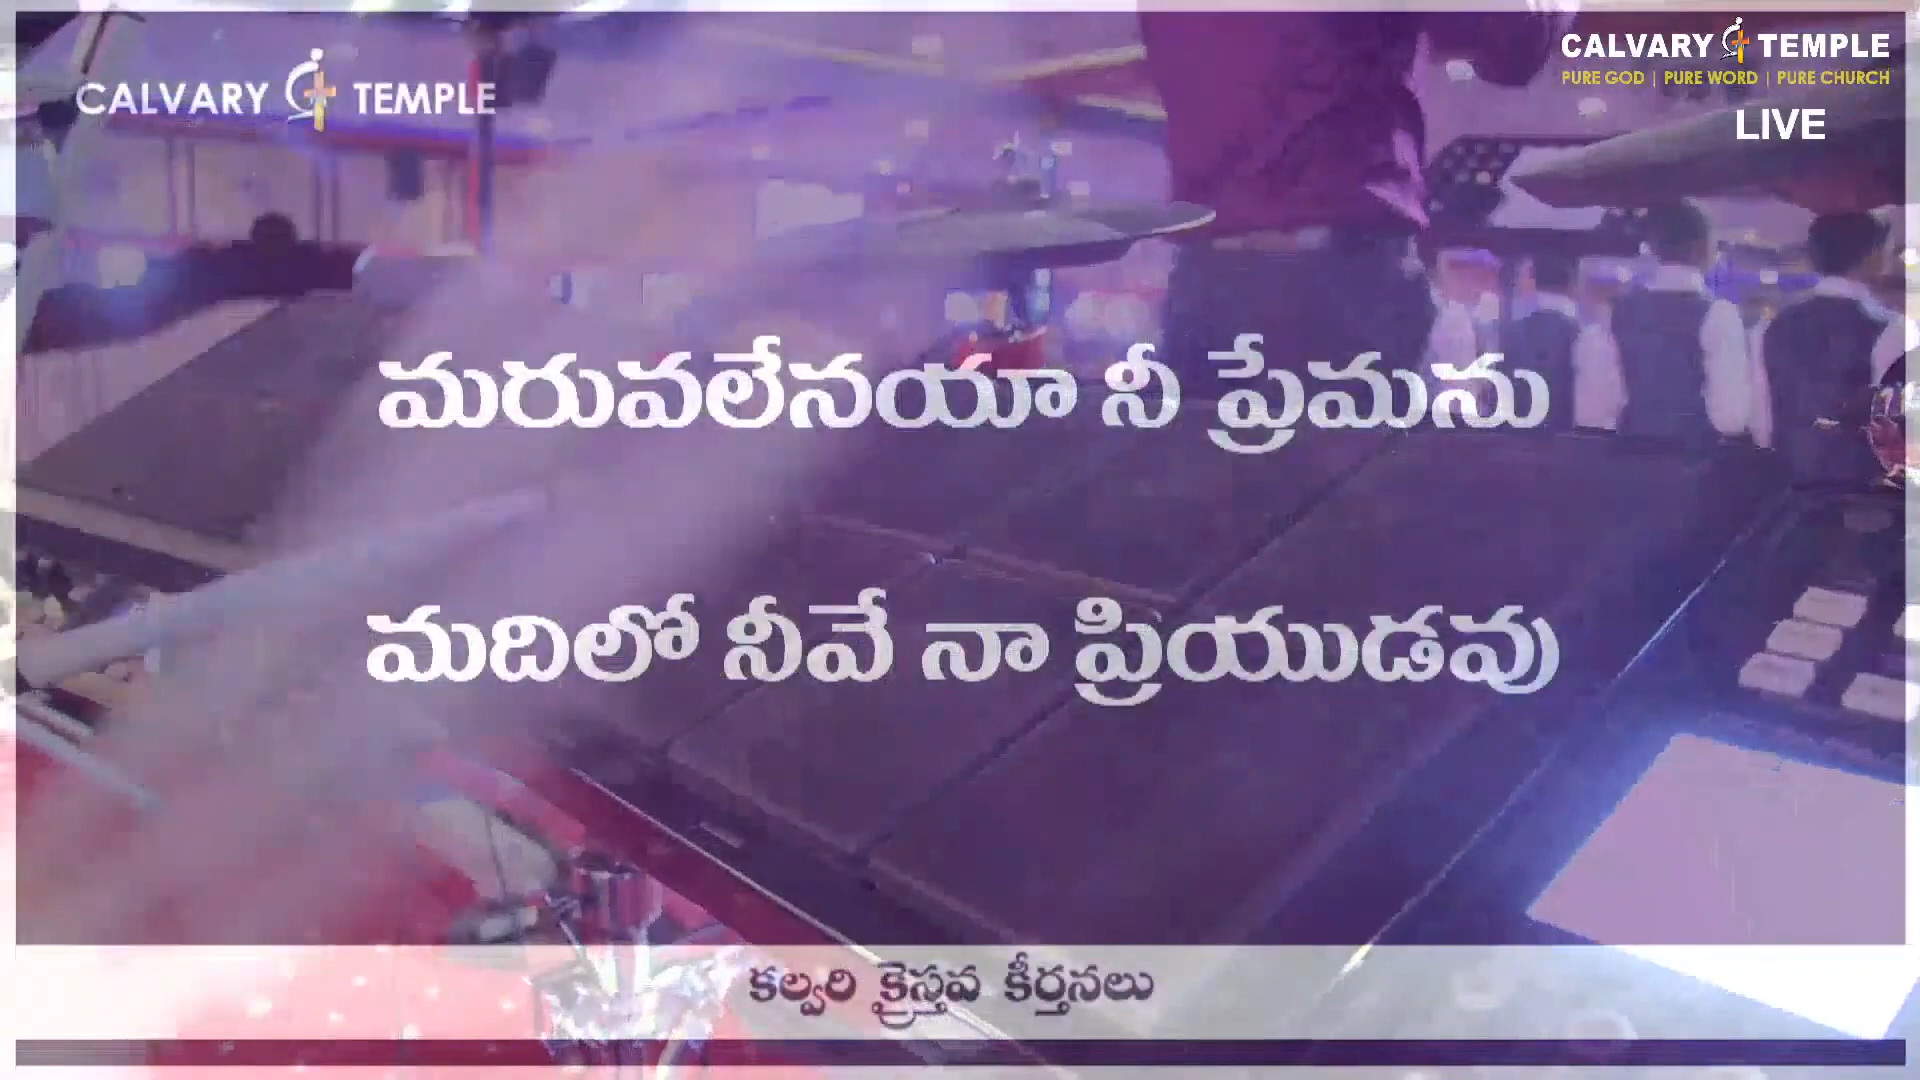 CALVARY TEMPLE
CALVARY TEMPLE
PURE GOD | PURE WORD | PURE CHURCH
LIVE
మరువలేనయా నీ ప్రేమను
మదిలో నీవే నా ప్రియుడవు
కల్వరి క్రైస్తవ కీర్తనలు